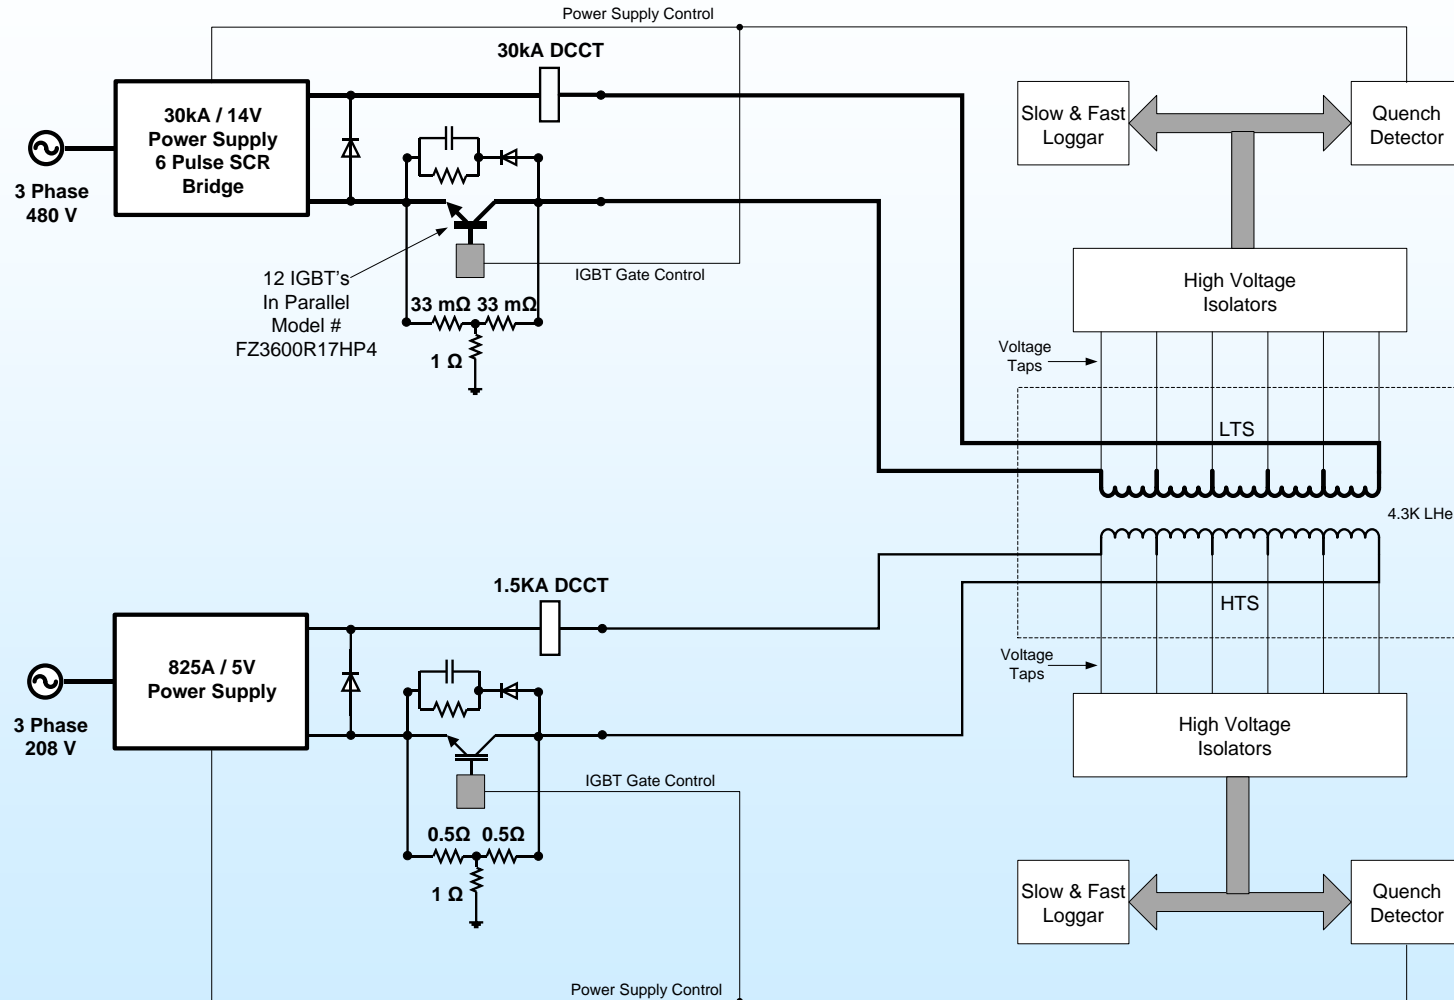 Power Supply Control
30kA DCCT
30kA / 14V
Power Supply
6 Pulse SCR
Bridge
3 Phase
480 V
12 IGBT's
In Parallel
Model #
FZ3600R17HP4
IGBT Gate Control
33 mΩ 33 mΩ
1 Ω
Slow & Fast
Loggar
Quench
Detector
High Voltage
Isolators
Voltage
Taps
LTS
4.3K LHe
HTS
1.5KA DCCT
825A / 5V
Power Supply
3 Phase
208 V
IGBT Gate Control
0.5Ω 0.5Ω
1 Ω
Voltage
Taps
High Voltage
Isolators
Slow & Fast
Loggar
Quench
Detector
Power Supply Control